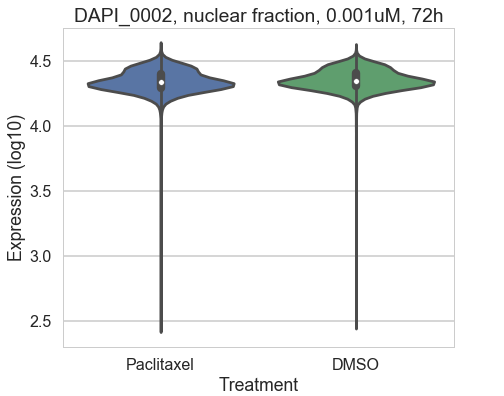 DAPI_0002, nuclear fraction, 0.001uM, 72h
4.5
4.0
3.5
3.0
2.5
Expression (log10)
Paclitaxel
DMSO
Treatment